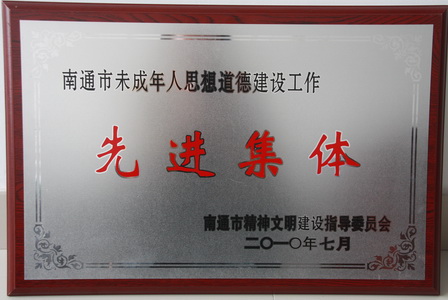 南通市未成年人思想道德建设工作
先进集体
南通市精神文明建设指导委员会
二〇一〇年七月